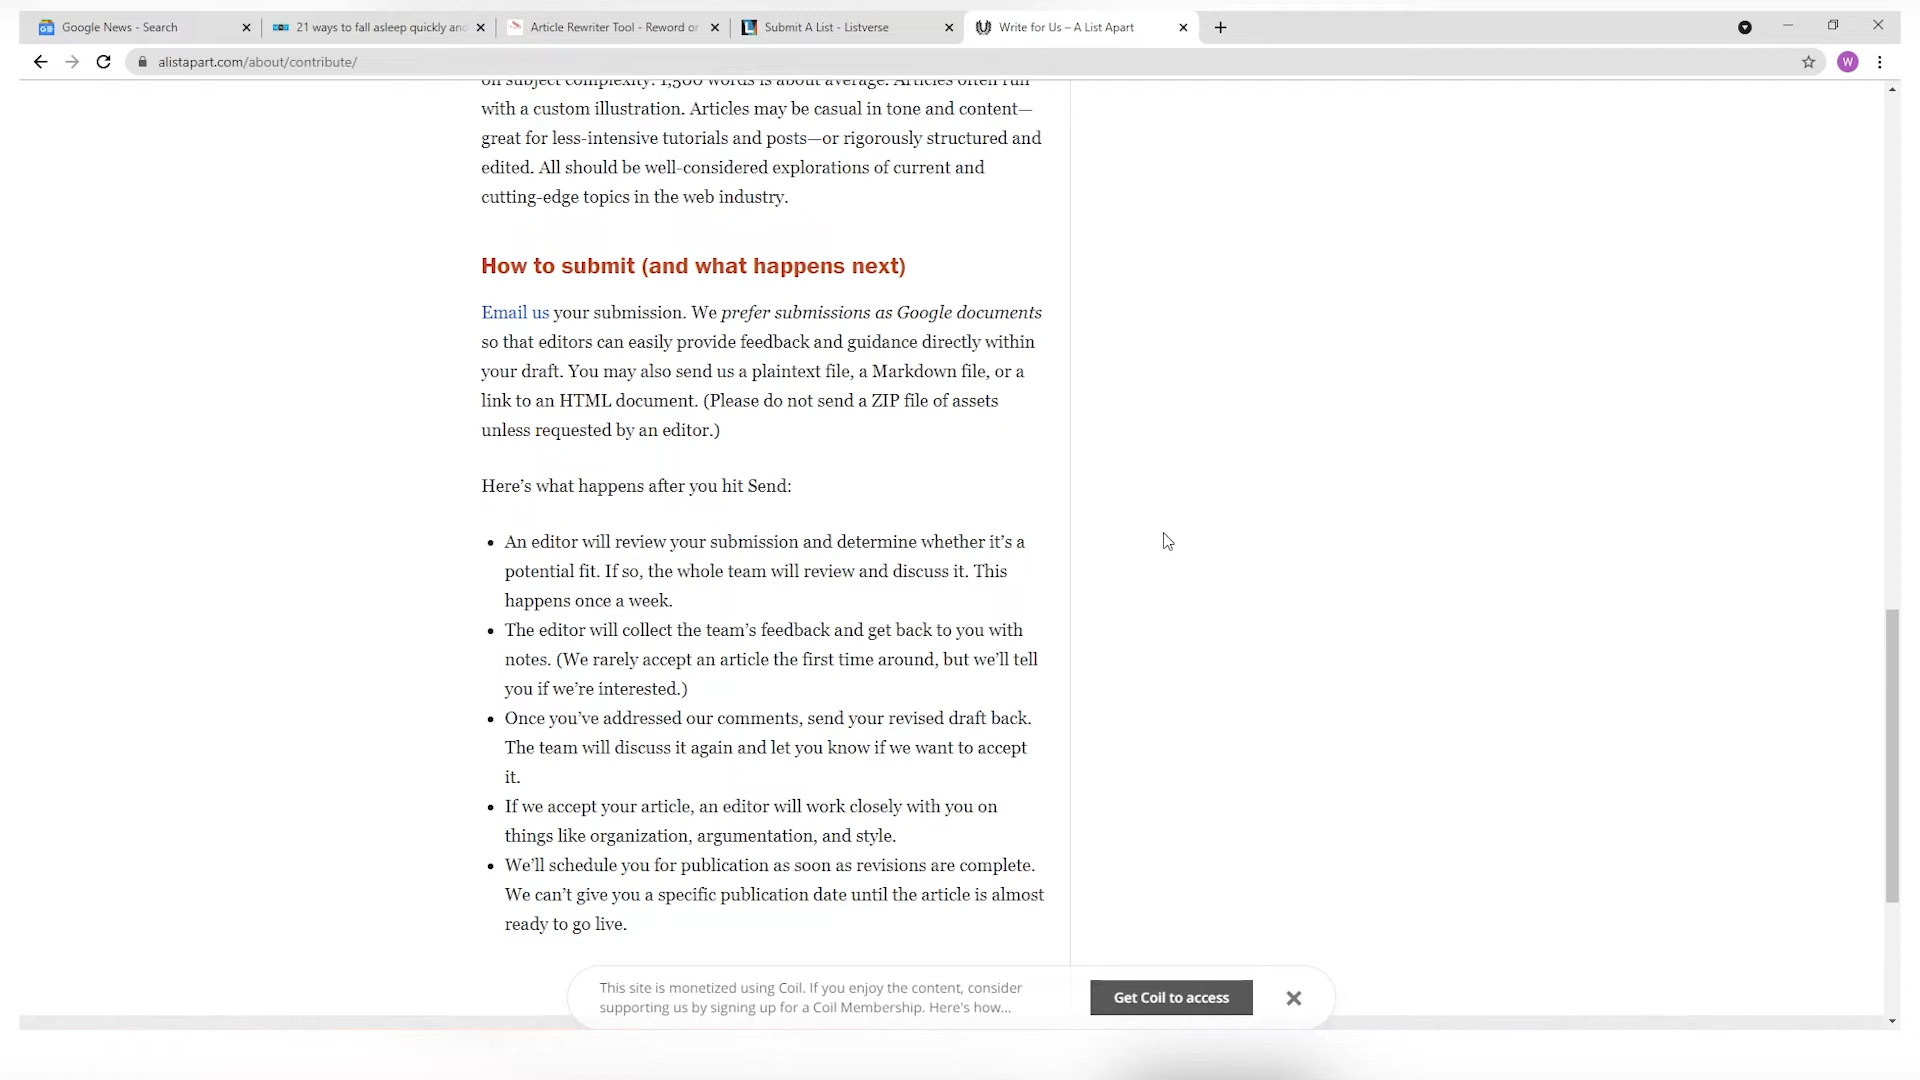 Google News - Search
21 ways to fall asleep quickly and
Article Rewriter Tool - Reword or
Submit A List - Listverse
Write for Us – A List Apart
alistapart.com/about/contribute/
W
on subject complexity. 1,500 words is about average. Articles often run
with a custom illustration. Articles may be casual in tone and content—
great for less-intensive tutorials and posts—or rigorously structured and
edited. All should be well-considered explorations of current and
cutting-edge topics in the web industry.
How to submit (and what happens next)
Email us your submission. We prefer submissions as Google documents
so that editors can easily provide feedback and guidance directly within
your draft. You may also send us a plaintext file, a Markdown file, or a
link to an HTML document. (Please do not send a ZIP file of assets
unless requested by an editor.)
Here’s what happens after you hit Send:
• An editor will review your submission and determine whether it’s a
potential fit. If so, the whole team will review and discuss it. This
happens once a week.
• The editor will collect the team’s feedback and get back to you with
notes. (We rarely accept an article the first time around, but we’ll tell
you if we’re interested.)
• Once you’ve addressed our comments, send your revised draft back.
The team will discuss it again and let you know if we want to accept
it.
• If we accept your article, an editor will work closely with you on
things like organization, argumentation, and style.
• We’ll schedule you for publication as soon as revisions are complete.
We can’t give you a specific publication date until the article is almost
ready to go live.
This site is monetized using Coil. If you enjoy the content, consider
supporting us by signing up for a Coil Membership. Here's how...
Get Coil to access